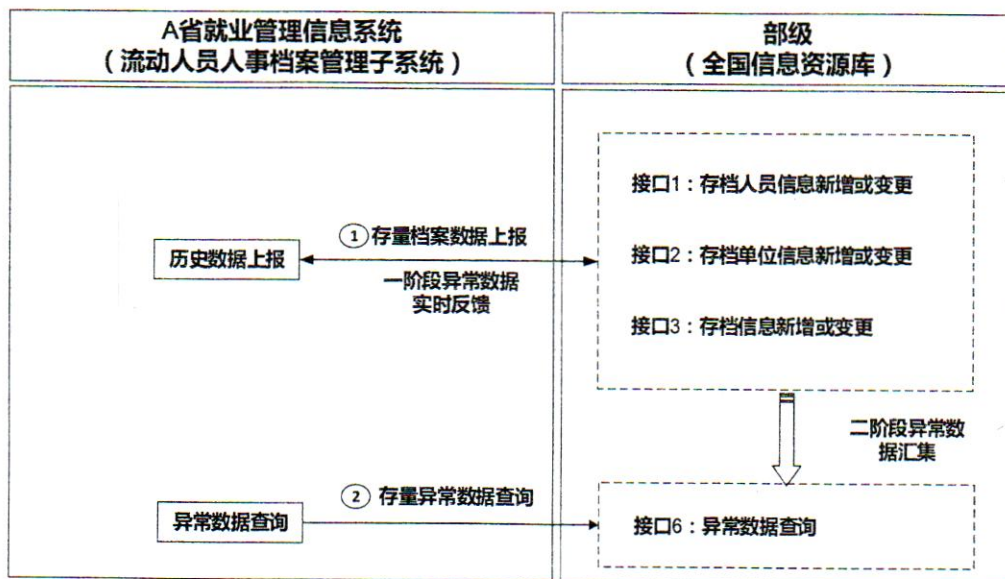 A省就业管理信息系统
（流动人员人事档案管理子系统）
部级
（全国信息资源库）
接口1：存档人员信息新增或变更
① 存量档案数据上报
历史数据上报
接口2：存档单位信息新增或变更
一阶段异常数据
实时反馈
接口3：存档信息新增或变更
二阶段异常数
据汇集
② 存量异常数据查询
异常数据查询
接口6：异常数据查询